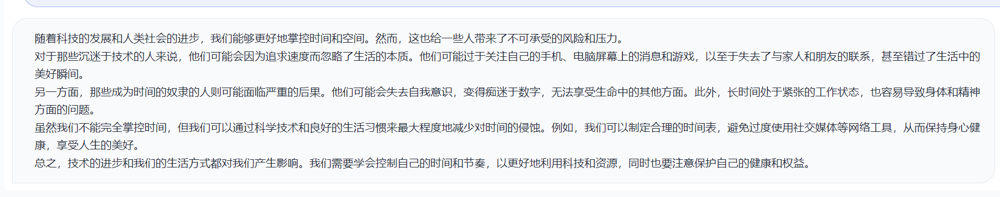 随着科技的发展和人类社会的进步，我们能够更好地掌控时间和空间。然而，这也给一些人带来了不可承受的风险和压力。
对于那些沉迷于技术的人来说，他们可能会因为追求速度而忽略了生活的本质。他们可能过于关注自己的手机、电脑屏幕上的消息和游戏，以至于失去了与家人和朋友的联系，甚至错过了生活中的
美好瞬间。
另一方面，那些成为时间的奴隶的人则可能面临严重的后果。他们可能会失去自我意识，变得痴迷于数字，无法享受生命中的其他方面。此外，长时间处于紧张的工作状态，也容易导致身体和精神
方面的问题。
虽然我们不能完全掌控时间，但我们可以通过科学技术和良好的生活习惯来最大程度地减少对时间的侵蚀。例如，我们可以制定合理的时间表，避免过度使用社交媒体等网络工具，从而保持身心健
康，享受人生的美好。
总之，技术的进步和我们的生活方式都对我们产生影响。我们需要学会控制自己的时间和节奏，以更好地利用科技和资源，同时也要注意保护自己的健康和权益。